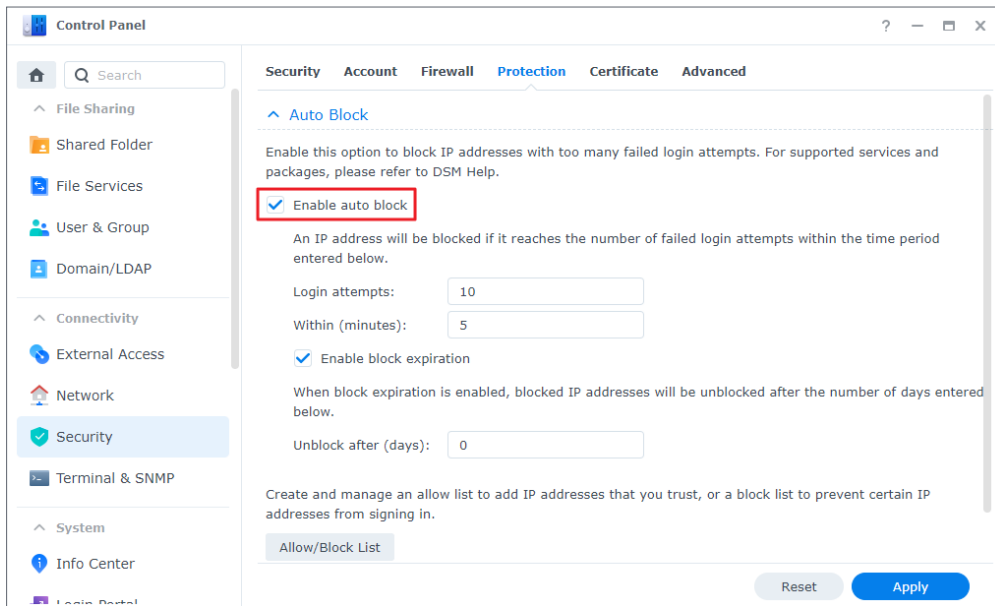 Control Panel
?
Search
File Sharing
Shared Folder
File Services
User & Group
Domain/LDAP
Connectivity
External Access
Network
Security
Terminal & SNMP
System
Info Center
Login Portal
Security Account Firewall Protection Certificate Advanced
Auto Block
Enable this option to block IP addresses with too many failed login attempts. For supported services and
packages, please refer to DSM Help.
Enable auto block
An IP address will be blocked if it reaches the number of failed login attempts within the time period
entered below.
Login attempts: 10
Within (minutes): 5
Enable block expiration
When block expiration is enabled, blocked IP addresses will be unblocked after the number of days entered
below.
Unblock after (days): 0
Create and manage an allow list to add IP addresses that you trust, or a block list to prevent certain IP
addresses from signing in.
Allow/Block List
Reset Apply